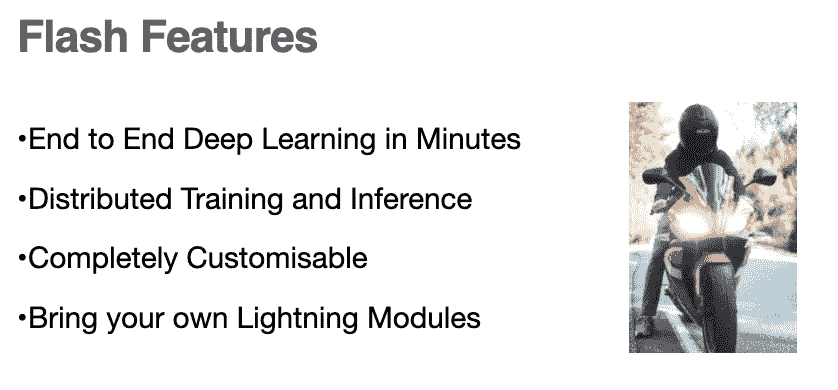 Flash Features
•End to End Deep Learning in Minutes
•Distributed Training and Inference
•Completely Customisable
•Bring your own Lightning Modules